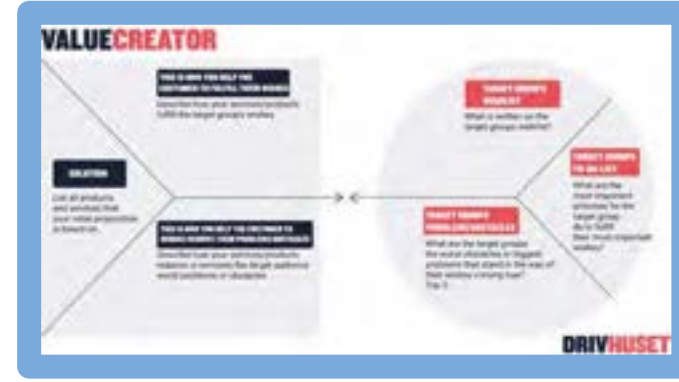 VALUECREATOR
THIS IS HOW YOU HELP THE
CUSTOMER TO FULFILL THEIR WISHES
Describe how your services/products
fulfill the target group's wishes
SOLUTION
List all products
and services that
your value proposition
is based on.
THIS IS HOW YOU HELP THE CUSTOMER TO
REDUCE/REMOVE THEIR PROBLEMS/OBSTACLES
Describe how your services/products
reduces or removes the target audience
worst problems or obstacles
TARGET GROUP'S
WISHLIST
What is written on the
target groups wishlist?
TARGET GROUP'S
TO DO LIST
What are the
most important
activities for the
target group
to fulfill
their most important
wishes?
TARGET GROUP'S
PROBLEMS/OBSTACLES
What are the target groups
the worst obstacles or biggest
problems that stand in the way of
their wishes coming true?
Top 3
DRIVHUSET